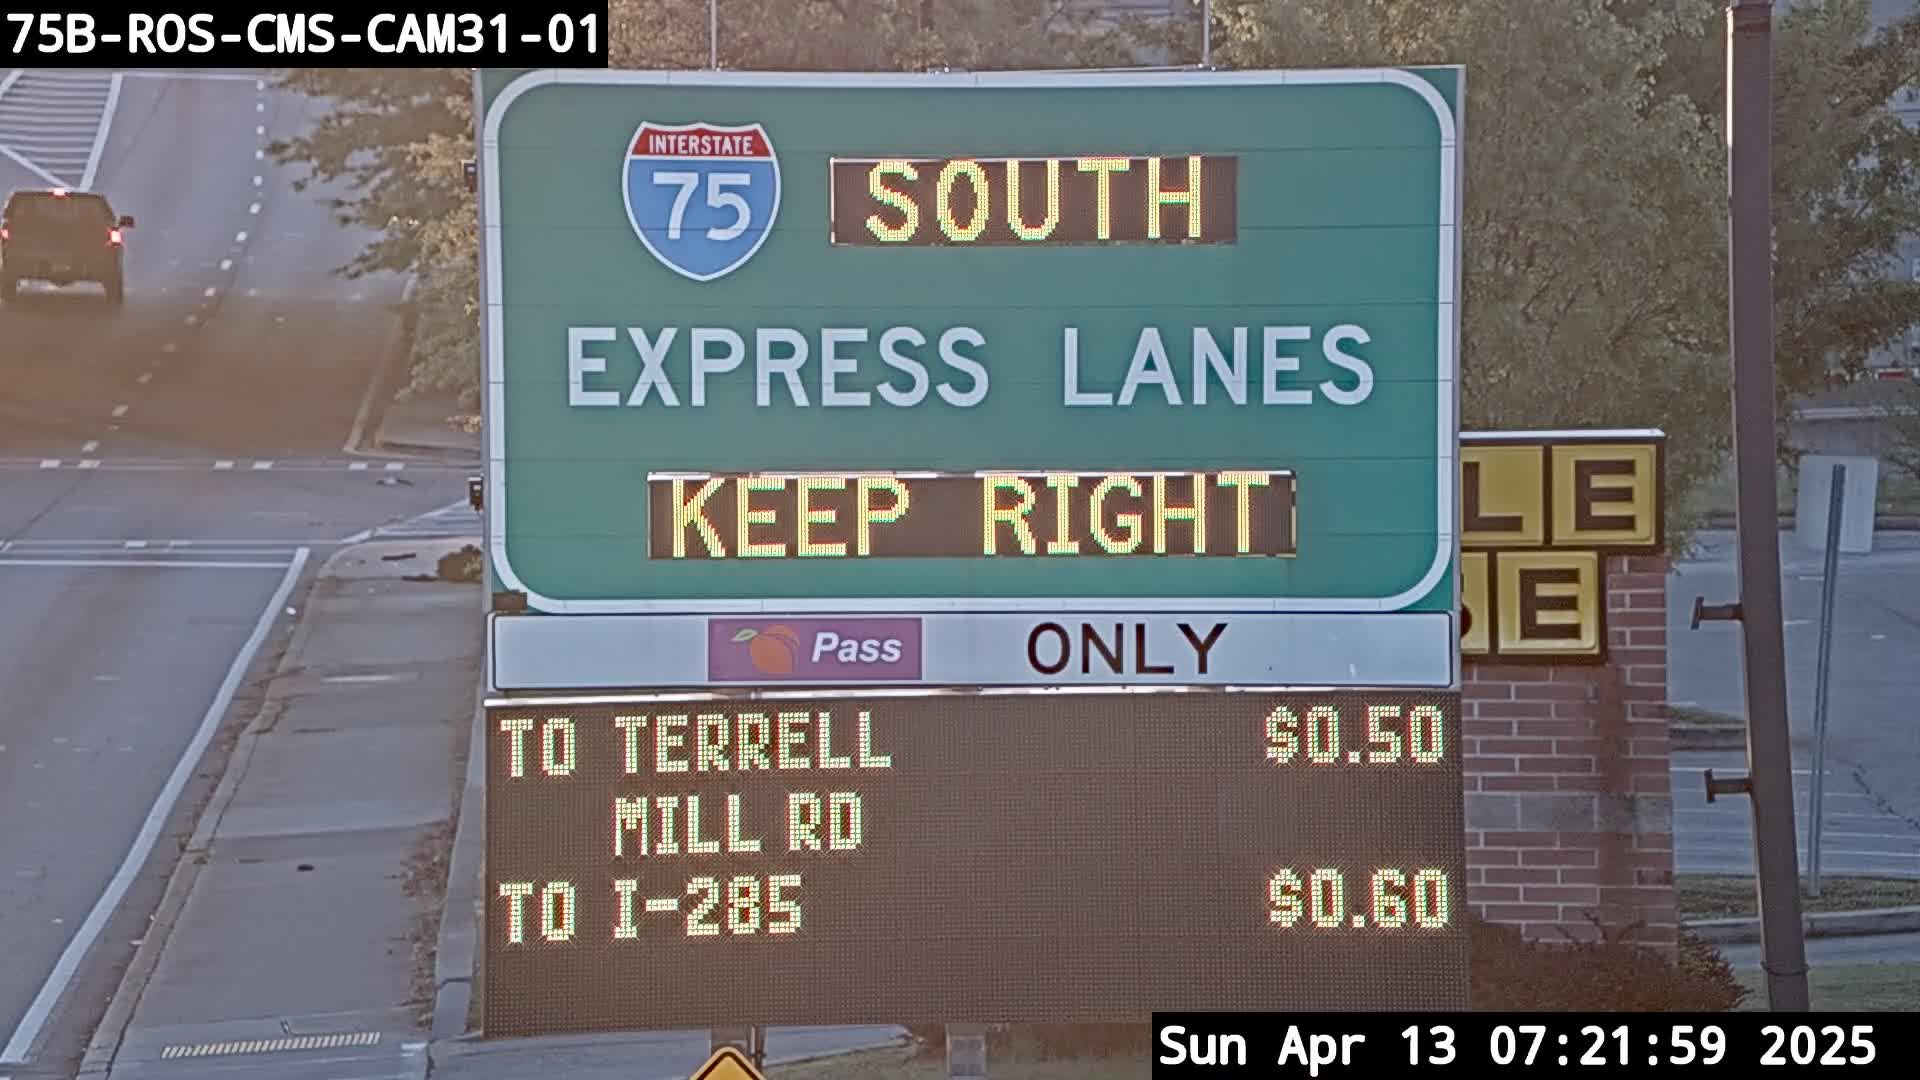 75B-ROS-CMS-CAM31-01
INTERSTATE
75
SOUTH
EXPRESS LANES
KEEP RIGHT
Pass ONLY
TO TERRELL $0.50
MILL RD
TO I-285 $0.60
LE
E
Sun Apr 13 07:21:59 2025